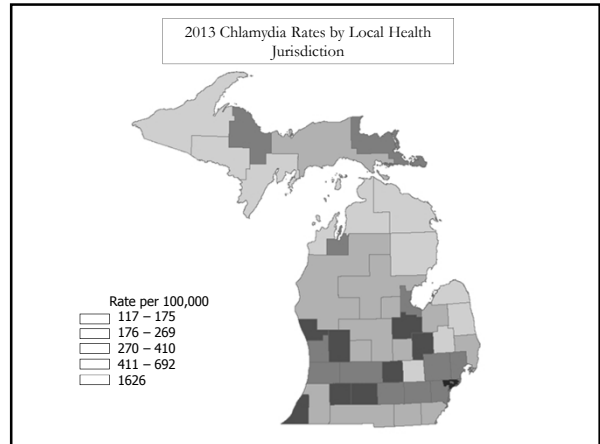 2013 Chlamydia Rates by Local Health
Jurisdiction
Rate per 100,000
117 – 175
176 – 269
270 – 410
411 – 692
1626